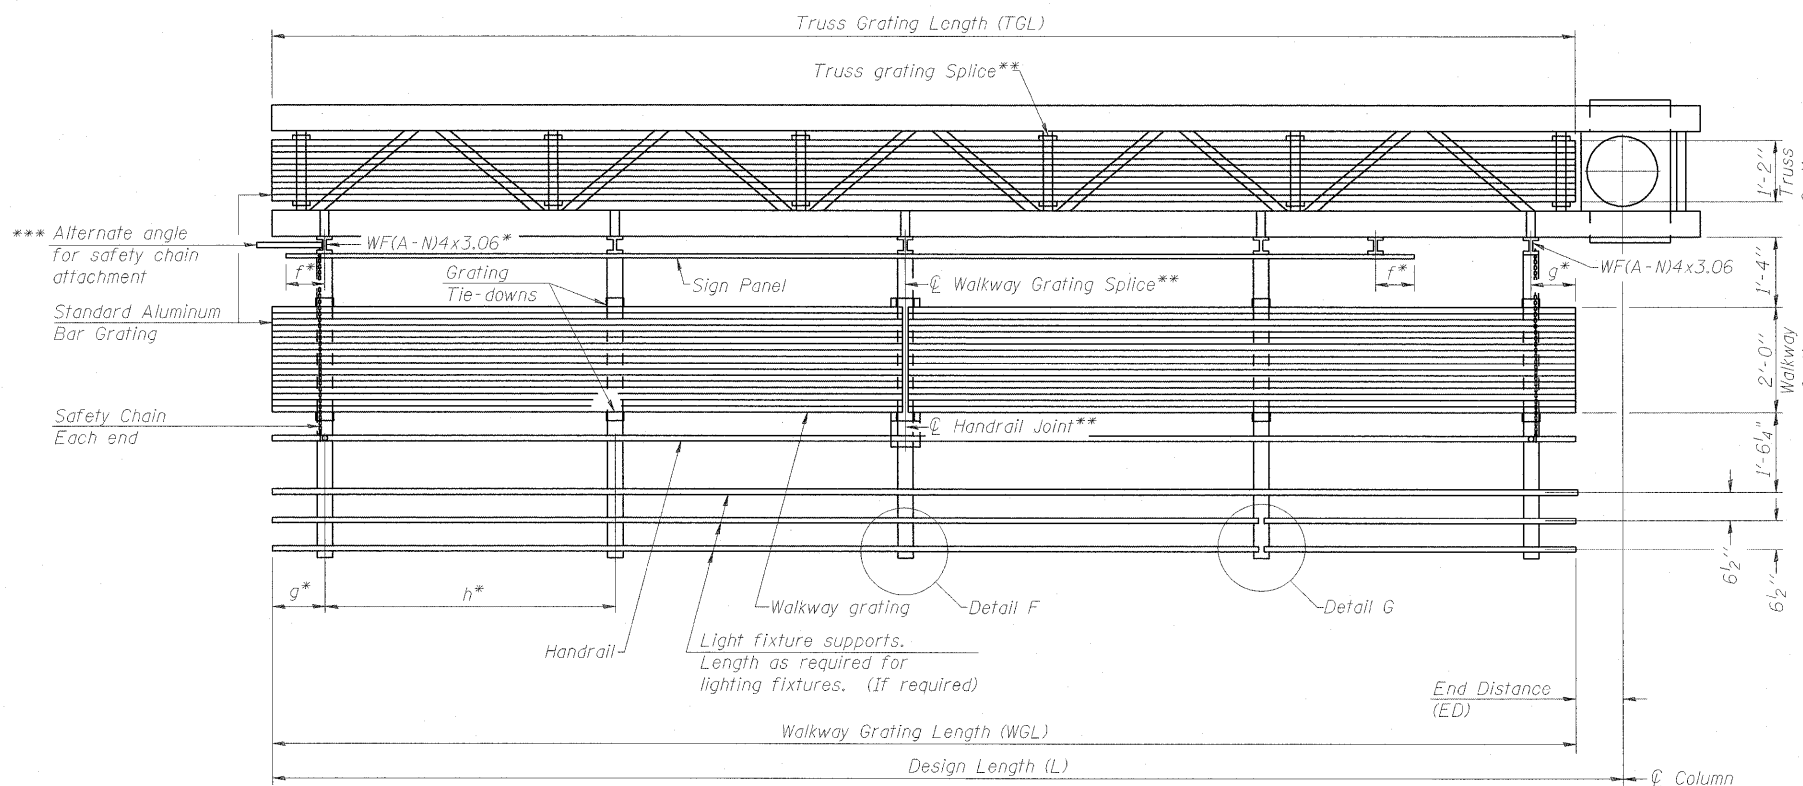 Truss Grating Length (TGL)
Truss grating Splice**
1'-2"
Truss
*** Alternate angle
for safety chain
attachment
WF(A-N)4x3.06*
WF(A-N)4x3.06
f*
Grating
Tie-downs
Sign Panel
℄ Walkway Grating Splice**
f*
g*
1'-4"
Standard Aluminum
Bar Grating
2'-0"
Walkway
Safety Chain
Each end
℄ Handrail Joint**
1'-6¼"
6½"
6½"
g*
h*
Walkway grating
Detail F
Detail G
Handrail
Light fixture supports.
Length as required for
lighting fixtures. (If required)
End Distance
(ED)
Walkway Grating Length (WGL)
Design Length (L)
℄ Column